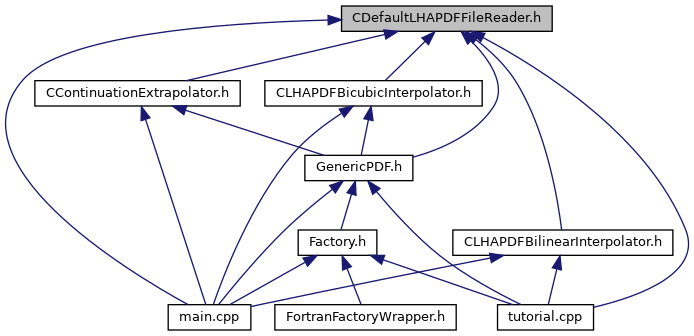 CDefaultLHAPDFFileReader.h
CContinuationExtrapolator.h
CLHAPDFBicubicInterpolator.h
GenericPDF.h
Factory.h
CLHAPDFBilinearInterpolator.h
main.cpp
FortranFactoryWrapper.h
tutorial.cpp